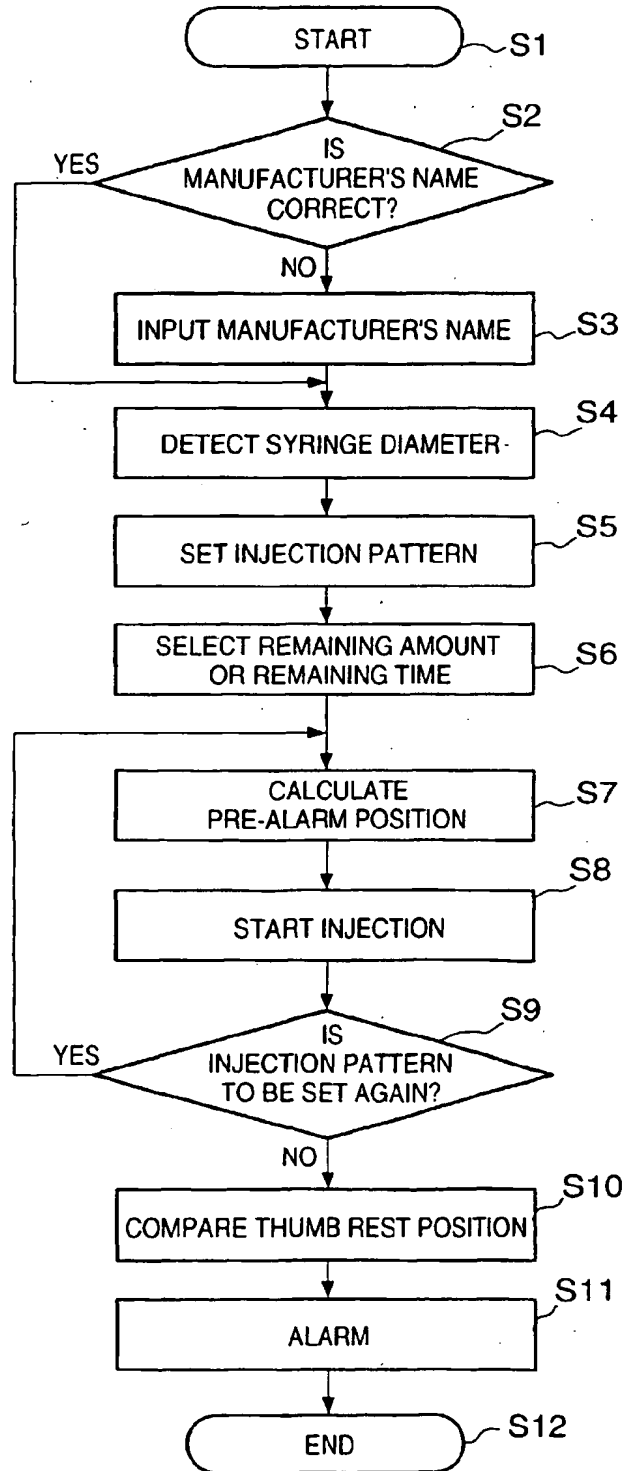 START
S1
S2
IS
MANUFACTURER'S NAME
CORRECT?
YES
NO
INPUT MANUFACTURER'S NAME
S3
DETECT SYRINGE DIAMETER
S4
SET INJECTION PATTERN
S5
SELECT REMAINING AMOUNT
OR REMAINING TIME
S6
CALCULATE
PRE-ALARM POSITION
S7
START INJECTION
S8
S9
IS
INJECTION PATTERN
TO BE SET AGAIN?
YES
NO
COMPARE THUMB REST POSITION
S10
ALARM
S11
END
S12